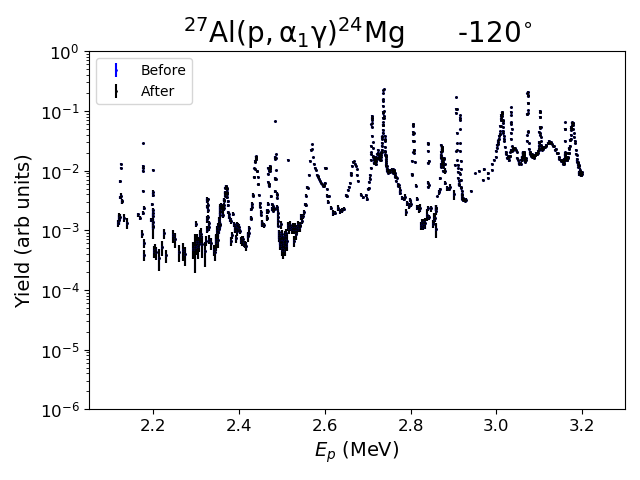 ²⁷Al(p, α₁γ)²⁴Mg -120°
Before
After
Yield (arb units)
10⁰
10⁻¹
10⁻²
10⁻³
10⁻⁴
10⁻⁵
10⁻⁶
2.2 2.4 2.6 2.8 3.0 3.2
Eₚ (MeV)